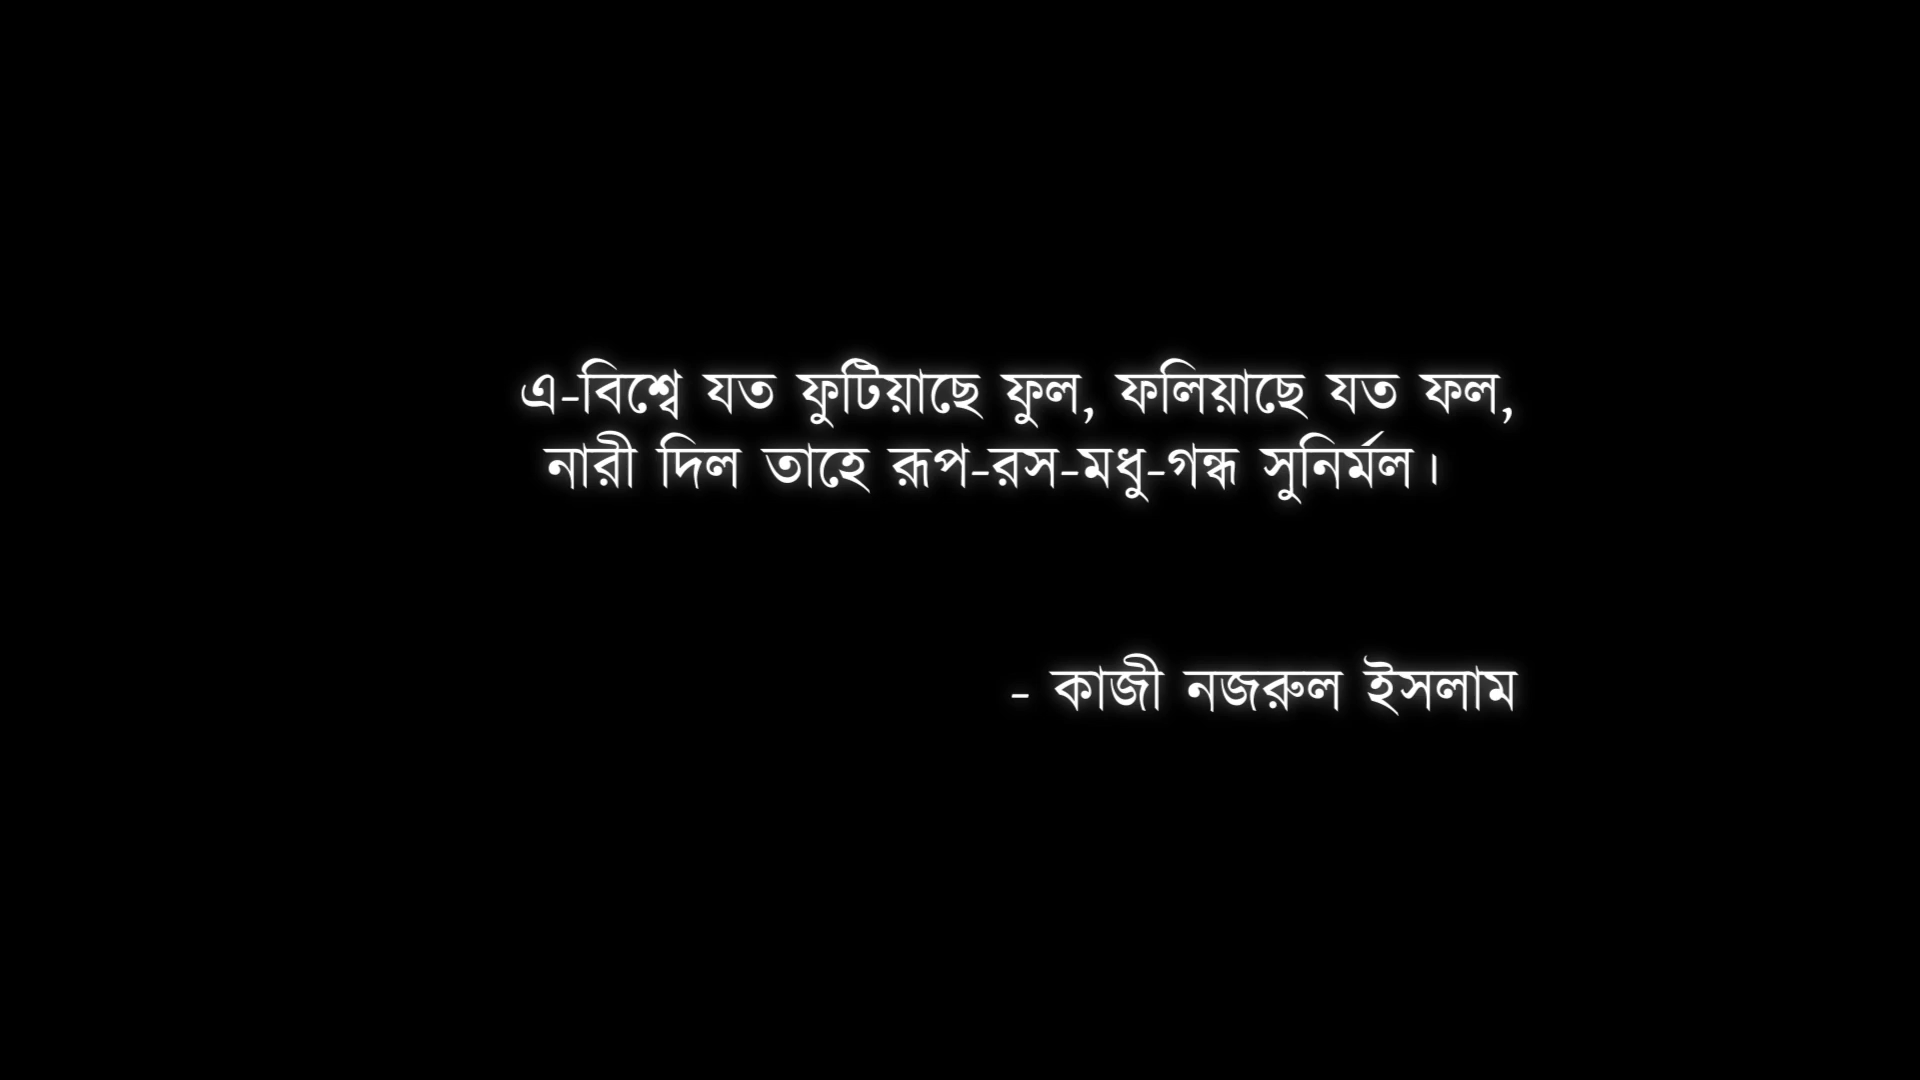 এ-বিশ্বে যত ফুটিয়াছে ফুল, ফলিয়াছে যত ফল,
নারী দিল তাহে রূপ-রস-মধু-গন্ধ সুনির্মল।
- কাজী নজরুল ইসলাম